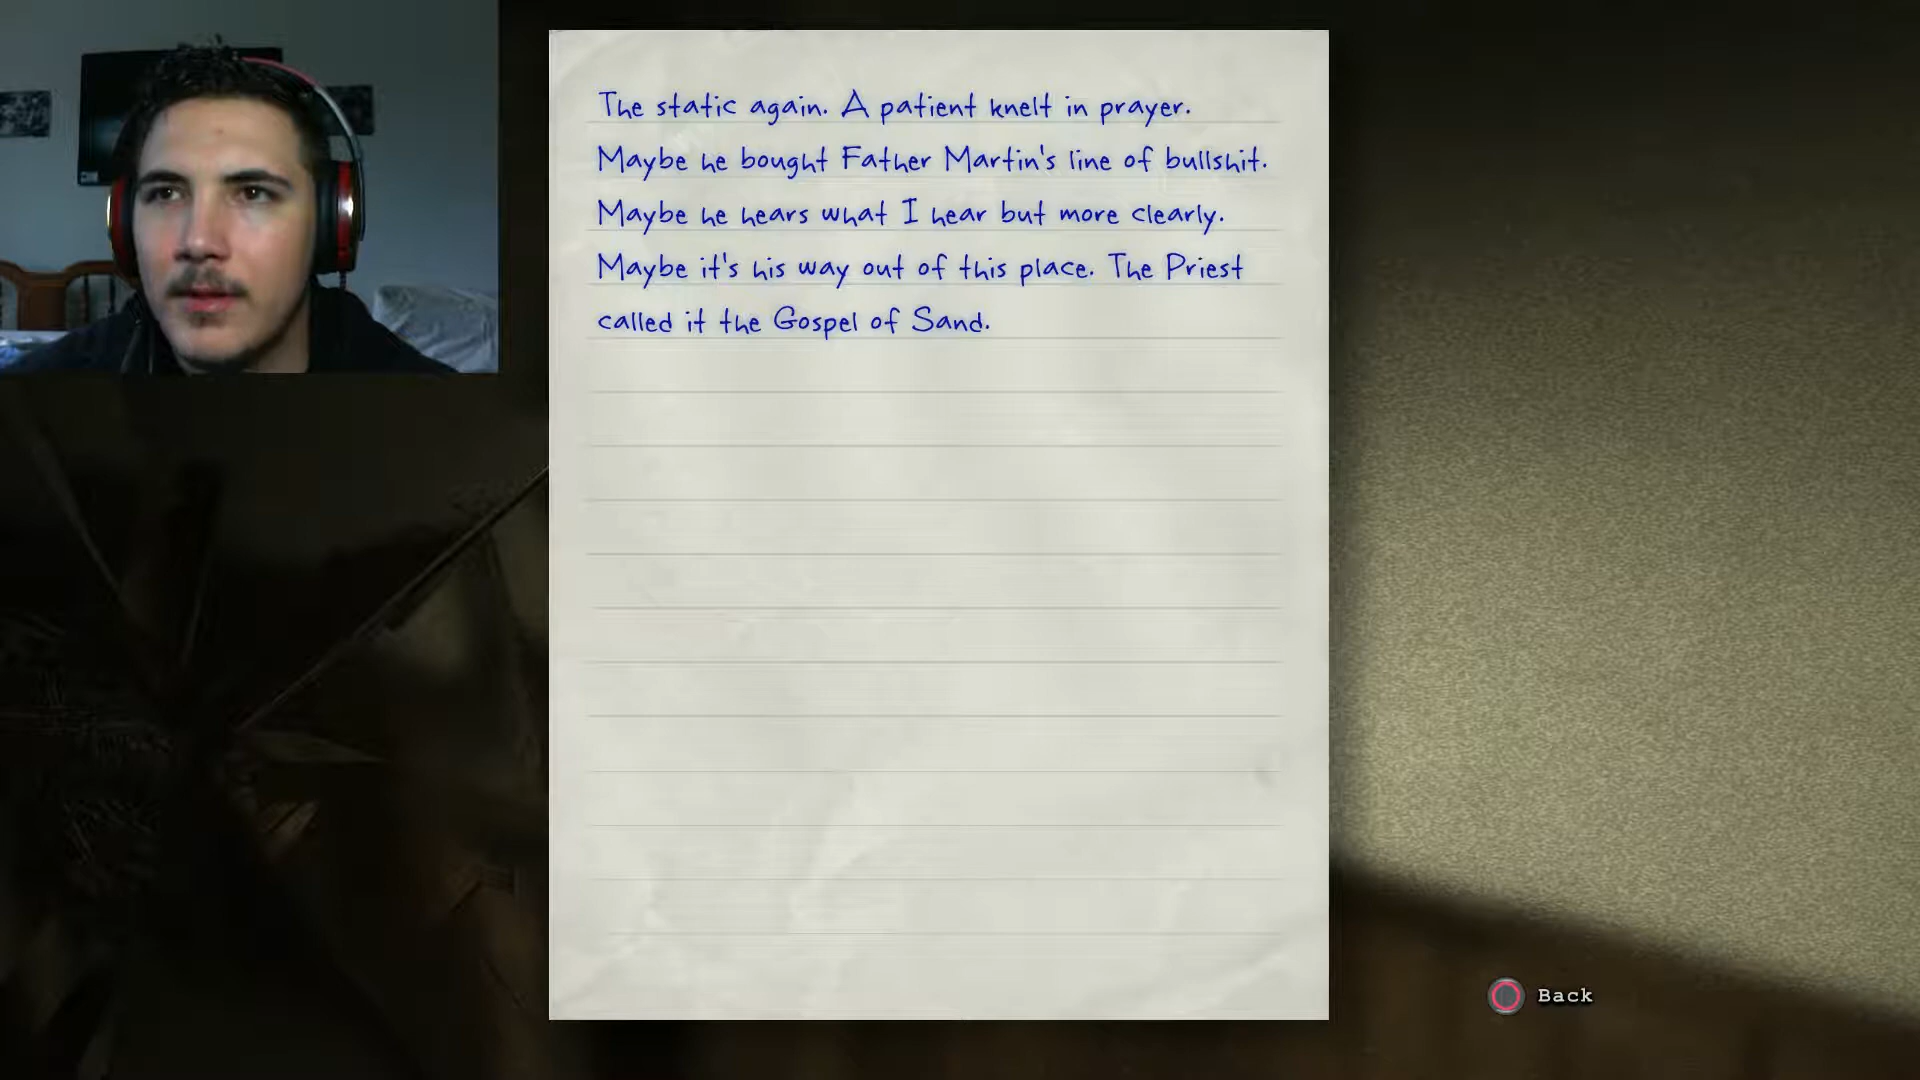 The static again. A patient knelt in prayer.
Maybe he bought Father Martin's line of bullshit.
Maybe he hears what I hear but more clearly.
Maybe it's his way out of this place. The Priest
called it the Gospel of Sand.
Back